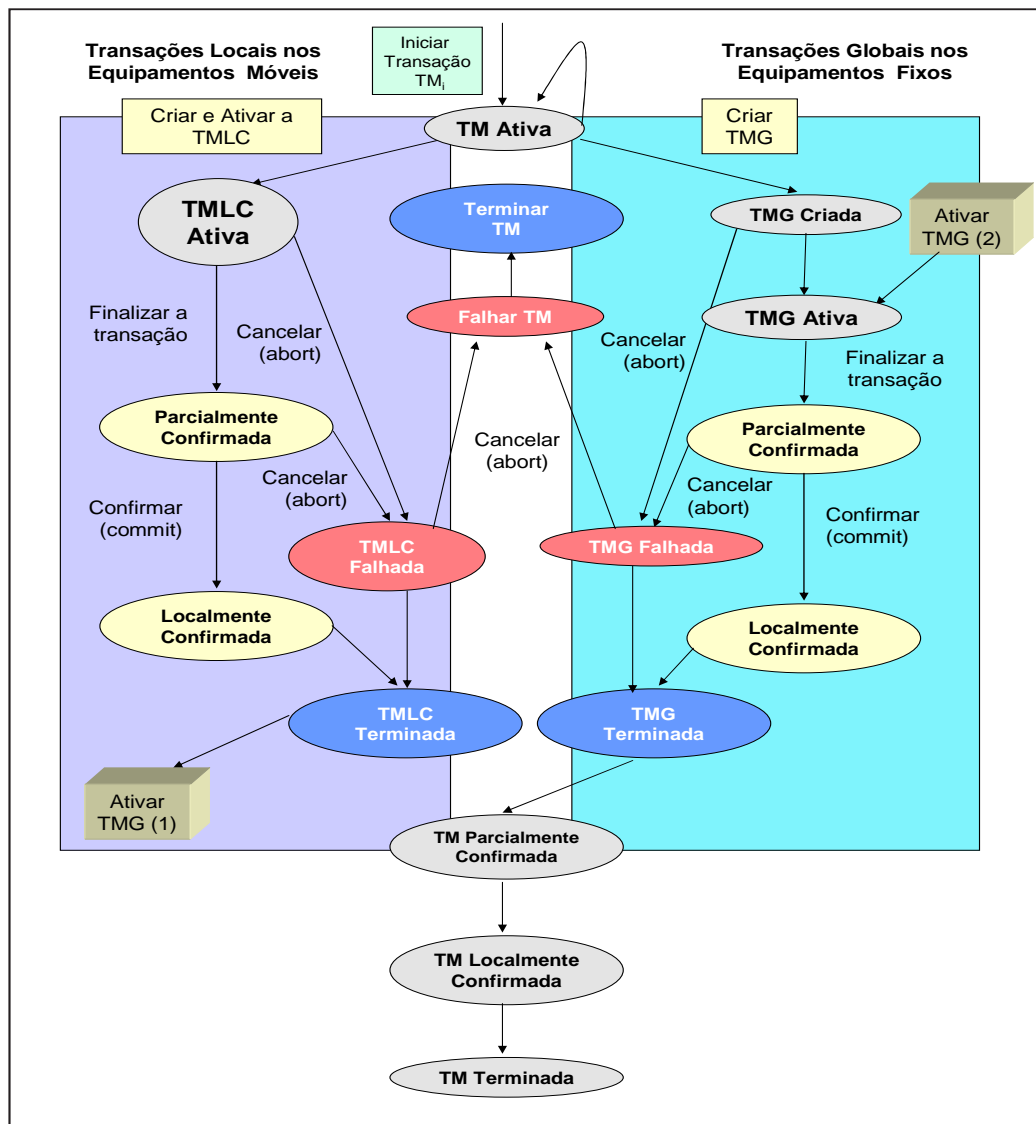 Transações Locais nos
Equipamentos Móveis
Iniciar
Transação
TMi
Transações Globais nos
Equipamentos Fixos
Criar e Ativar a
TMLC
TM Ativa
Criar
TMG
TMLC
Ativa
Terminar
TM
TMG Criada
Ativar
TMG (2)
Finalizar a
transação
Cancelar
(abort)
Falhar TM
TMG Ativa
Cancelar
(abort)
Finalizar a
transação
Parcialmente
Confirmada
Cancelar
(abort)
Parcialmente
Confirmada
Cancelar
(abort)
Cancelar
(abort)
Confirmar
(commit)
Confirmar
(commit)
TMLC
Falhada
TMG Falhada
Localmente
Confirmada
Localmente
Confirmada
TMLC
Terminada
TMG
Terminada
Ativar
TMG (1)
TM Parcialmente
Confirmada
TM Localmente
Confirmada
TM Terminada